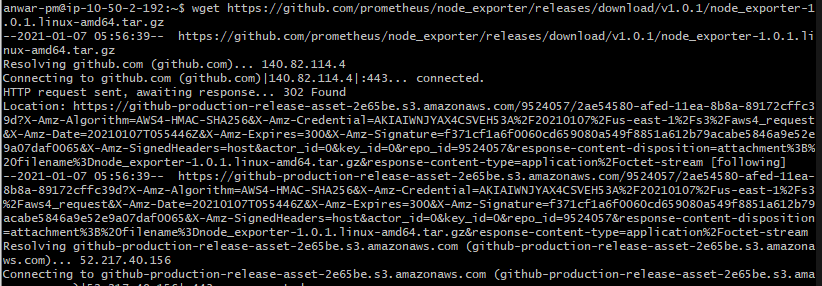 anwar-pm@ip-10-50-2-192:~$ wget https://github.com/prometheus/node_exporter/releases/download/v1.0.1/node_exporter-1
.0.1.linux-amd64.tar.gz
--2021-01-07 05:56:39--  https://github.com/prometheus/node_exporter/releases/download/v1.0.1/node_exporter-1.0.1.li
nux-amd64.tar.gz
Resolving github.com (github.com)... 140.82.114.4
Connecting to github.com (github.com)|140.82.114.4|:443... connected.
HTTP request sent, awaiting response... 302 Found
Location: https://github-production-release-asset-2e65be.s3.amazonaws.com/9524057/2ae54580-afed-11ea-8b8a-89172cffc3
9d?X-Amz-Algorithm=AWS4-HMAC-SHA256&X-Amz-Credential=AKIAIWNJYAX4CSVEH53A%2F20210107%2Fus-east-1%2Fs3%2Faws4_request
&X-Amz-Date=20210107T055446Z&X-Amz-Expires=300&X-Amz-Signature=f371cf1a6f0060cd659080a549f8851a612b79acabe5846a9e52e
9a07daf0065&X-Amz-SignedHeaders=host&actor_id=0&key_id=0&repo_id=9524057&response-content-disposition=attachment%3B%
20filename%3Dnode_exporter-1.0.1.linux-amd64.tar.gz&response-content-type=application%2Foctet-stream [following]
--2021-01-07 05:56:39--  https://github-production-release-asset-2e65be.s3.amazonaws.com/9524057/2ae54580-afed-11ea-
8b8a-89172cffc39d?X-Amz-Algorithm=AWS4-HMAC-SHA256&X-Amz-Credential=AKIAIWNJYAX4CSVEH53A%2F20210107%2Fus-east-1%2Fs3
%2Faws4_request&X-Amz-Date=20210107T055446Z&X-Amz-Expires=300&X-Amz-Signature=f371cf1a6f0060cd659080a549f8851a612b79
acabe5846a9e52e9a07daf0065&X-Amz-SignedHeaders=host&actor_id=0&key_id=0&repo_id=9524057&response-content-disposition
=attachment%3B%20filename%3Dnode_exporter-1.0.1.linux-amd64.tar.gz&response-content-type=application%2Foctet-stream
Resolving github-production-release-asset-2e65be.s3.amazonaws.com (github-production-release-asset-2e65be.s3.amazona
ws.com)... 52.217.40.156
Connecting to github-production-release-asset-2e65be.s3.amazonaws.com (github-production-release-asset-2e65be.s3.ama